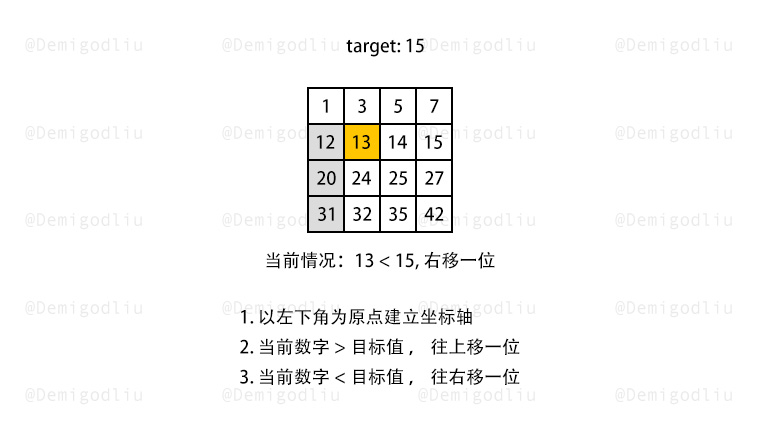 @Demigodliu @Demigodliu @Demigodliu @Demigodliu
target: 15
1 3 5 7
@Demigodliu @Demigodliu @Demigodliu @Demigodliu
12 13 14 15
20 24 25 27
31 32 35 42
@Demigodliu @Demigodliu @Demigodliu @Demigodliu
当前情况：13 < 15, 右移一位
@Demigodliu @Demigodliu @Demigodliu @Demigodliu
1. 以左下角为原点建立坐标轴
2. 当前数字 > 目标值， 往上移一位
3. 当前数字 < 目标值， 往右移一位
@Demigodliu @Demigodliu @Demigodliu @Demigodliu